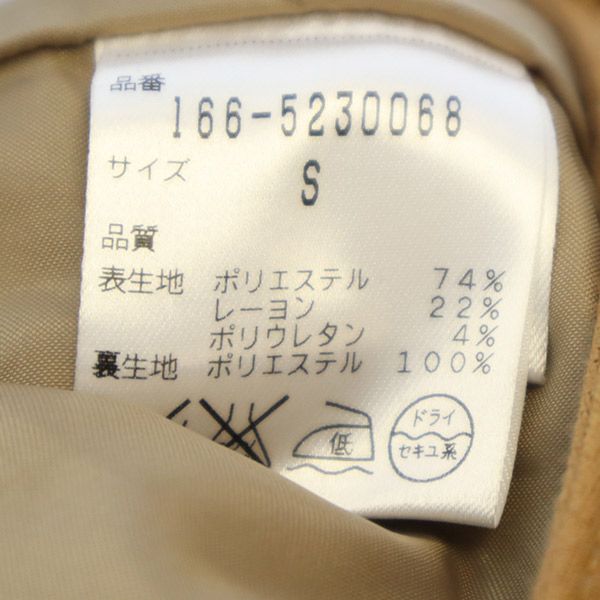 品番
166-5230068
サイズ S
品質
表生地 ポリエステル 74%
レーヨン 22%
ポリウレタン 4%
裏生地 ポリエステル 100%
低
ドライ
セキユ系